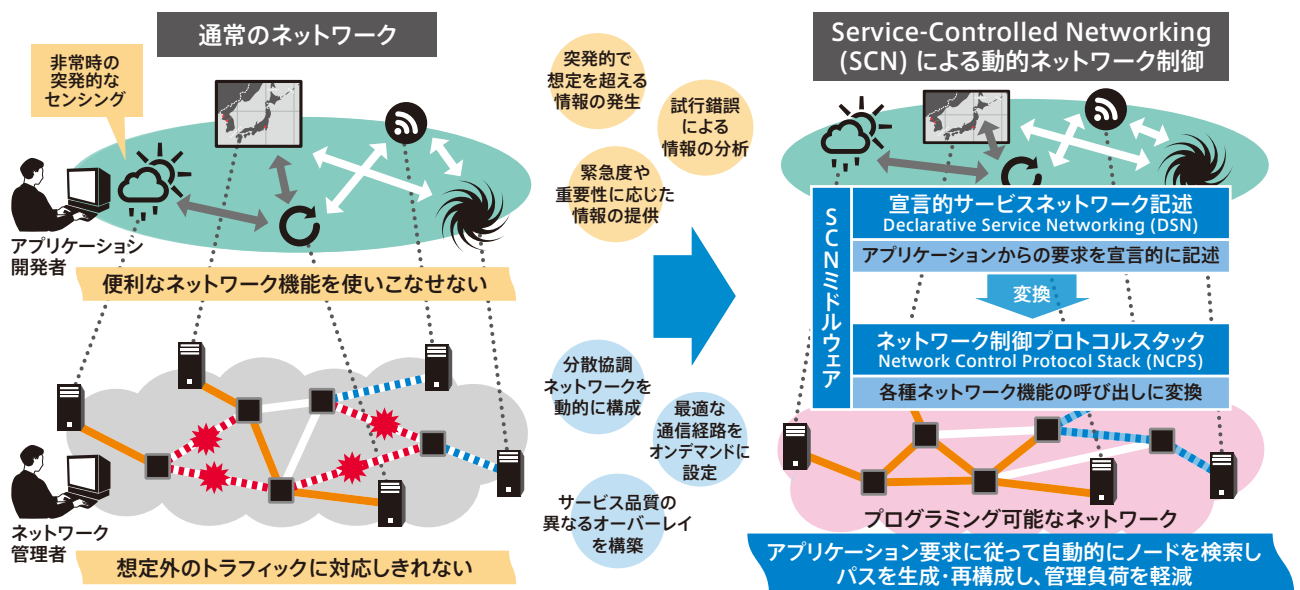 通常のネットワーク
非常時の
突発的な
センシング
アプリケーション
開発者
便利なネットワーク機能を使いこなせない
ネットワーク
管理者
想定外のトラフィックに対応しきれない
突発的で
想定を超える
情報の発生
試行錯誤
による
情報の分析
緊急度や
重要性に応じた
情報の提供
分散協調
ネットワークを
動的に構成
最適な
通信経路を
オンデマンドに
設定
サービス品質の
異なるオーバーレイ
を構築
Service-Controlled Networking
(SCN) による動的ネットワーク制御
SCNミドルウェア
宣言的サービスネットワーク記述
Declarative Service Networking (DSN)
アプリケーションからの要求を宣言的に記述
変換
ネットワーク制御プロトコルスタック
Network Control Protocol Stack (NCPS)
各種ネットワーク機能の呼び出しに変換
プログラミング可能なネットワーク
アプリケーション要求に従って自動的にノードを検索し
パスを生成・再構成し、管理負荷を軽減